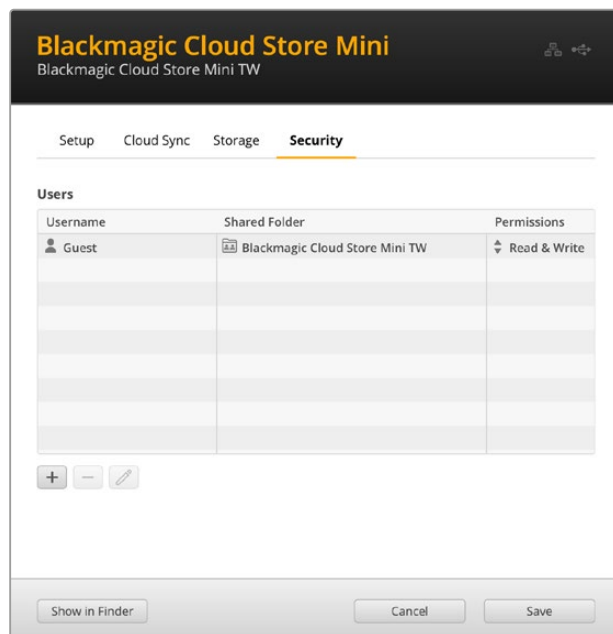 Blackmagic Cloud Store Mini
Blackmagic Cloud Store Mini TW
Setup Cloud Sync Storage Security
Users
Username Shared Folder Permissions
Guest Blackmagic Cloud Store Mini TW Read & Write
Show in Finder Cancel Save